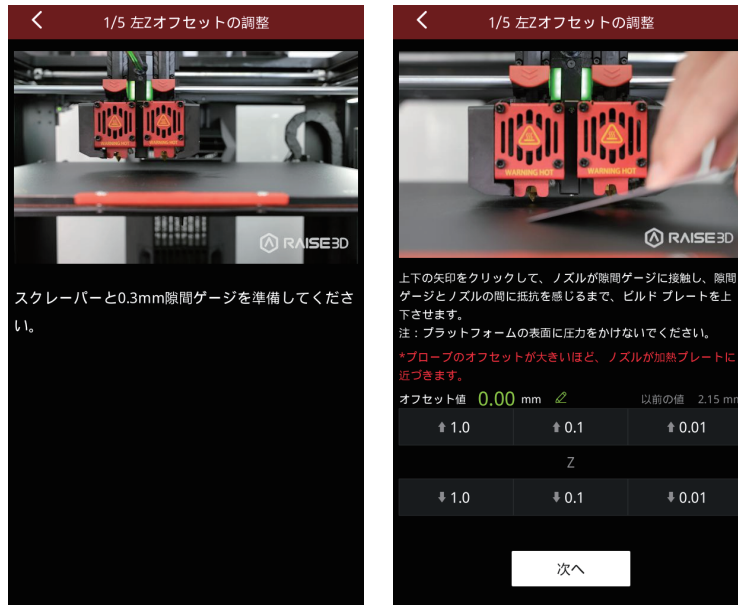 1/5 左Zオフセットの調整
WARNING HOT
WARNING HOT
RAISE3D
スクレーパーと0.3mm隙間ゲージを準備してくださ
い。
1/5 左Zオフセットの調整
WARNING HOT
WARNING HOT
RAISE3D
上下の矢印をクリックして、ノズルが隙間ゲージに接触し、隙間
ゲージとノズルの間に抵抗を感じるまで、ビルド プレートを上
下させます。
注：プラットフォームの表面に圧力をかけないでください。
*プローブのオフセットが大きいほど、ノズルが加熱プレートに
近づきます。
オフセット値 0.00 mm 以前の値 2.15 mm
1.0 0.1 0.01
Z
1.0 0.1 0.01
次へ